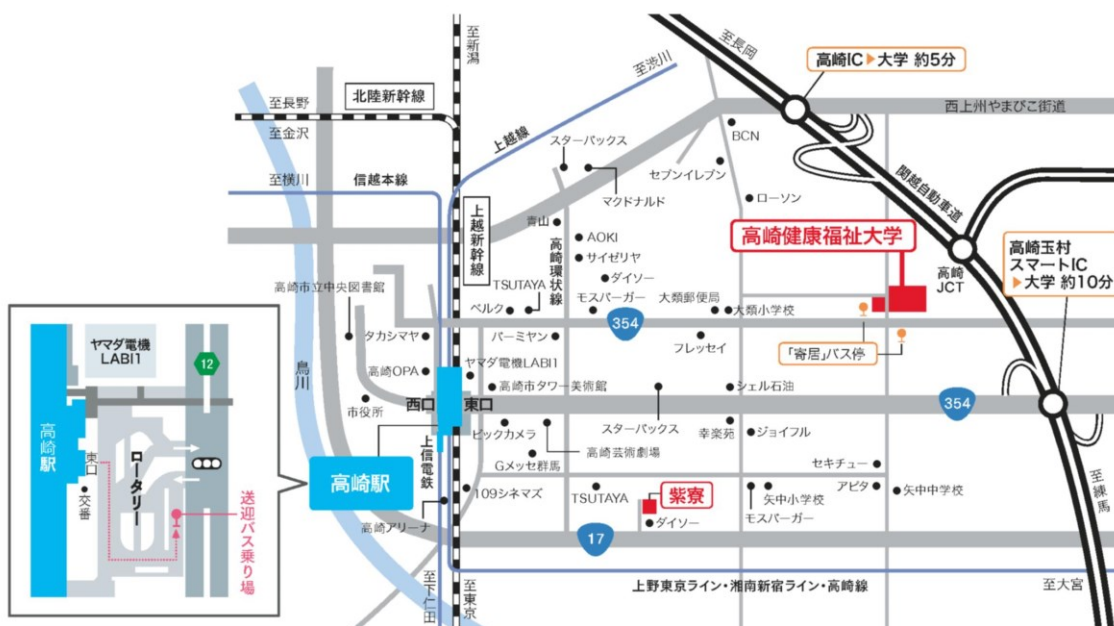 至新潟
至長岡
高崎IC▶大学 約5分
至渋川
西上州やまびこ街道
北陸新幹線
至長野
至金沢
上越線
スターバックス
BCN
セブンイレブン
マクドナルド
ローソン
至横川
信越本線
上越新幹線
青山
高崎環状線
AOKI
サイゼリヤ
ダイソー
関越自動車道
高崎健康福祉大学
高崎
JCT
高崎玉村
スマートIC
▶大学 約10分
高崎市立中央図書館
TSUTAYA
ベルク
モスバーガー
大類郵便局
大類小学校
354
タカシマヤ
バーミヤン
フレッセイ
「寄居」バス停
ヤマダ電機LABI1
高崎OPA
高崎市タワー美術館
シェル石油
烏川
市役所
西口
東口
354
スターバックス
ビックカメラ
高崎芸術劇場
幸楽苑
ジョイフル
上信電鉄
Gメッセ群馬
セキチュー
高崎駅
109シネマズ
TSUTAYA
紫寮
矢中小学校
アピタ
矢中中学校
モスバーガー
高崎アリーナ
ダイソー
17
至練馬
至下仁田
至東京
上野東京ライン・湘南新宿ライン・高崎線
至大宮
ヤマダ電機
LABI1
12
高崎駅
東口
ロータリー
交番
送迎バス乗り場